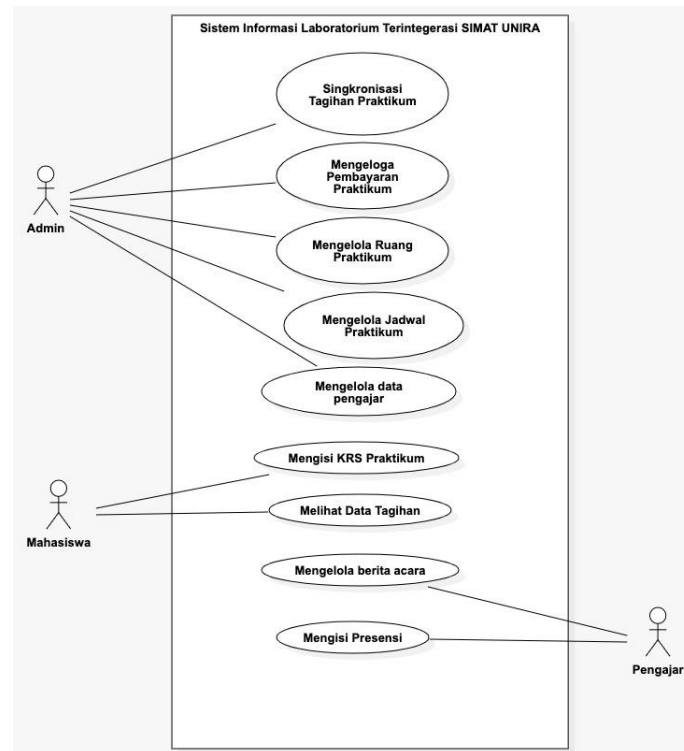 Sistem Informasi Laboratorium Terintegerasi SIMAT UNIRA
Singkronisasi
Tagihan Praktikum
Mengeloga
Pembayaran
Praktikum
Admin
Mengelola Ruang
Praktikum
Mengelola Jadwal
Praktikum
Mengelola data
pengajar
Mengisi KRS Praktikum
Melihat Data Tagihan
Mahasiswa
Mengelola berita acara
Mengisi Presensi
Pengajar